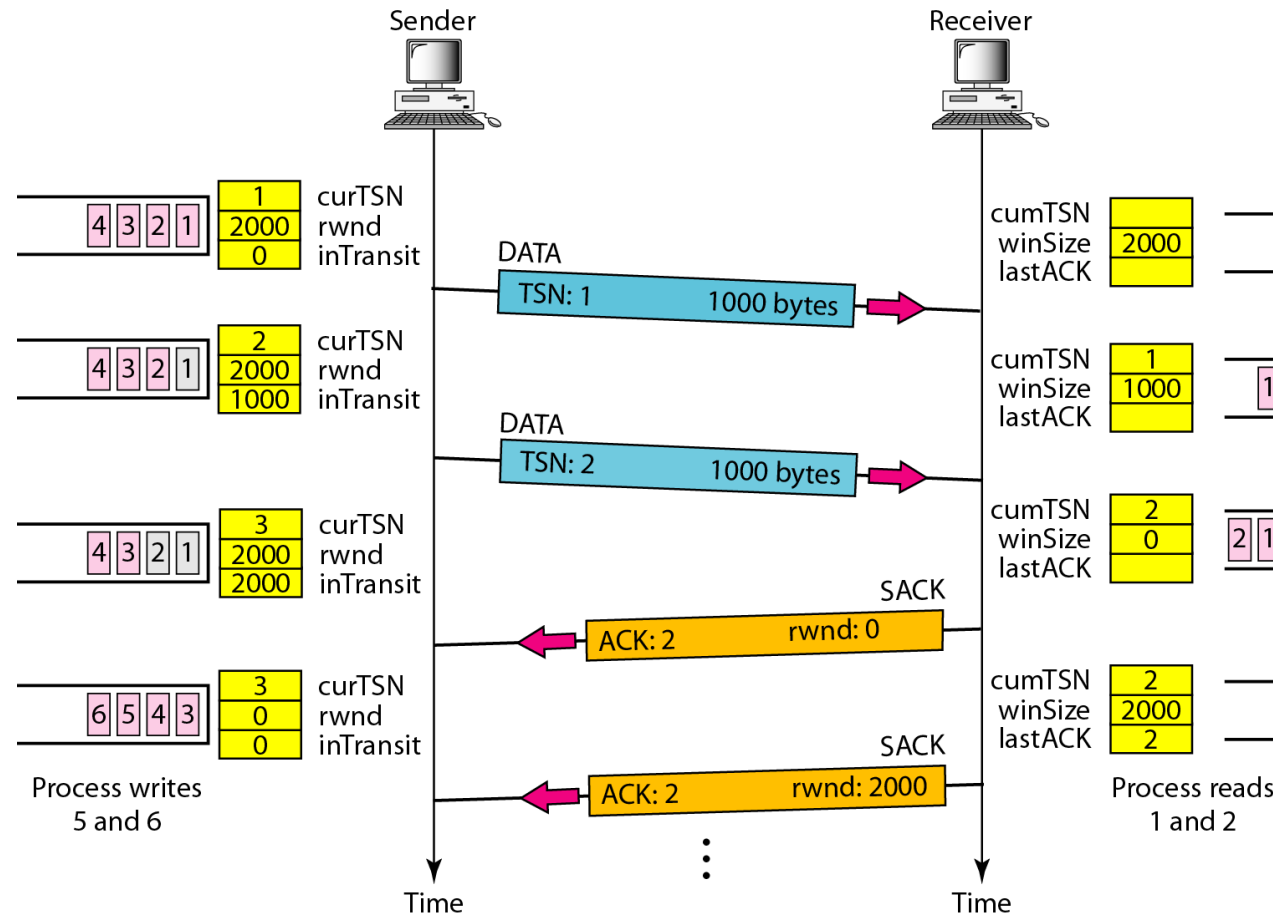 Sender
Receiver
4 3 2 1
1 curTSN
2000 rwnd
0 inTransit
cumTSN
winSize 2000
lastACK
DATA
TSN: 1 1000 bytes
4 3 2 1
2 curTSN
2000 rwnd
1000 inTransit
cumTSN 1
winSize 1000
lastACK
1
DATA
TSN: 2 1000 bytes
4 3 2 1
3 curTSN
2000 rwnd
2000 inTransit
cumTSN 2
winSize 0
lastACK
2 1
SACK
ACK: 2 rwnd: 0
6 5 4 3
3 curTSN
0 rwnd
0 inTransit
cumTSN 2
winSize 2000
lastACK 2
SACK
ACK: 2 rwnd: 2000
Process writes
5 and 6
Process reads
1 and 2
Time
Time